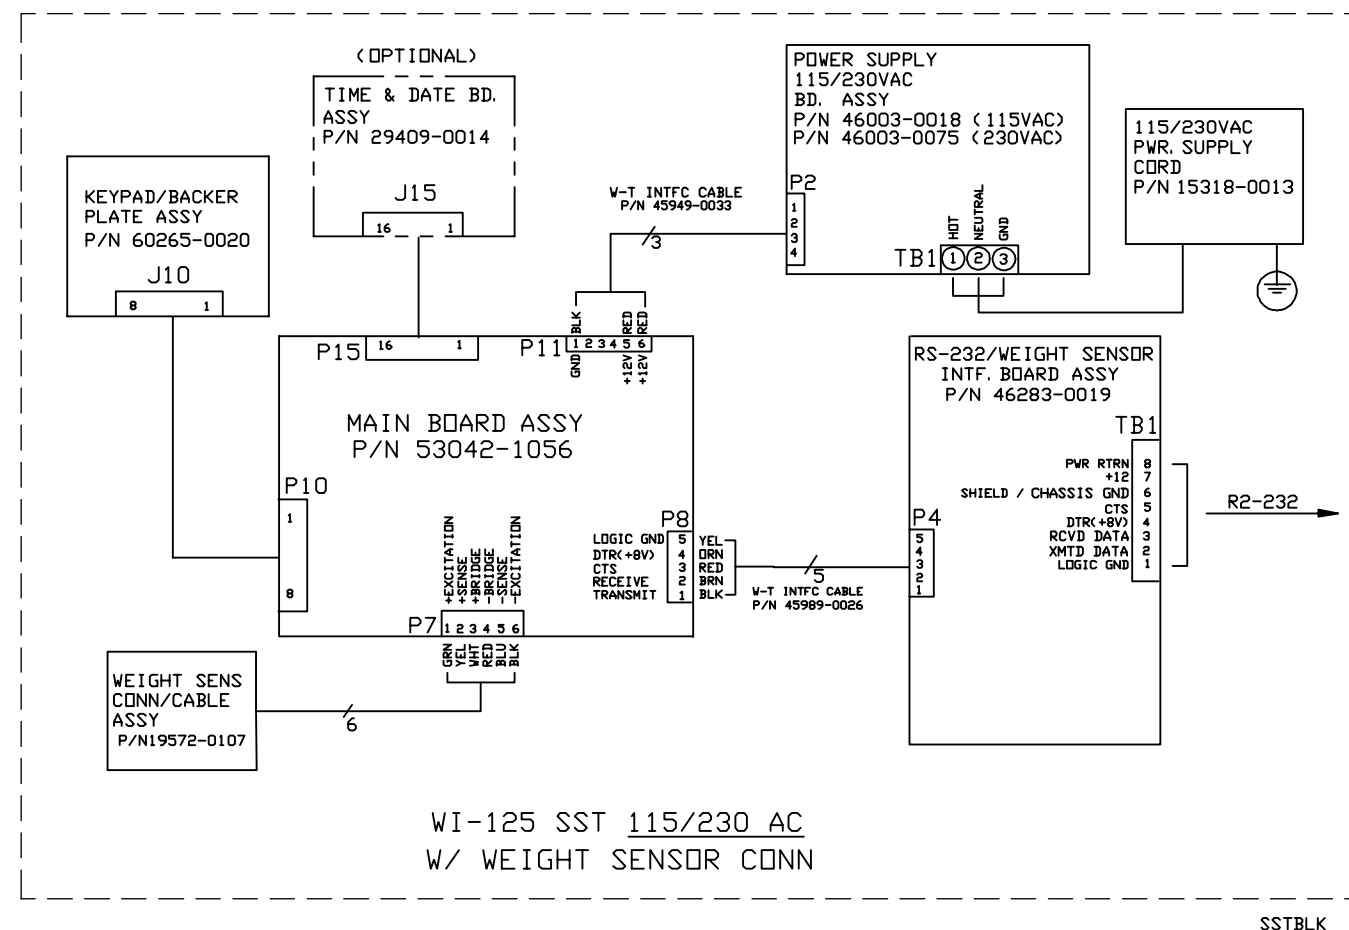 (OPTIONAL)
TIME & DATE BD.
ASSY
P/N 29409-0014
J15
16 1
KEYPAD/BACKER
PLATE ASSY
P/N 60265-0020
J10
8 1
W-T INTFC CABLE
P/N 45949-0033
3
POWER SUPPLY
115/230VAC
BD. ASSY
P/N 46003-0018 (115VAC)
P/N 46003-0075 (230VAC)
P2
1
2
3
4
HOT
NEUTRAL
GND
TB1 1 2 3
115/230VAC
PWR. SUPPLY
CORD
P/N 15318-0013
P15 16 1
BLK RED RED
P11 1 2 3 4 5 6
GND +12V +12V
MAIN BOARD ASSY
P/N 53042-1056
P10
1
8
+EXCITATION
+SENSE
+BRIDGE
-BRIDGE
-SENSE
-EXCITATION
P7 1 2 3 4 5 6
GRN
YEL
WHT
RED
BLU
BLK
P8
LOGIC GND 5 YEL
DTR(+8V) 4 ORN
CTS 3 RED
RECEIVE 2 BRN
TRANSMIT 1 BLK
5
W-T INTFC CABLE
P/N 45989-0026
RS-232/WEIGHT SENSOR
INTF. BOARD ASSY
P/N 46283-0019
TB1
PWR RTRN 8
+12 7
SHIELD / CHASSIS GND 6
CTS 5
DTR(+8V) 4
RCVD DATA 3
XMTD DATA 2
LOGIC GND 1
R2-232
P4
5
4
3
2
1
WEIGHT SENS
CONN/CABLE
ASSY
P/N19572-0107
6
WI-125 SST 115/230 AC
W/ WEIGHT SENSOR CONN
SSTBLK